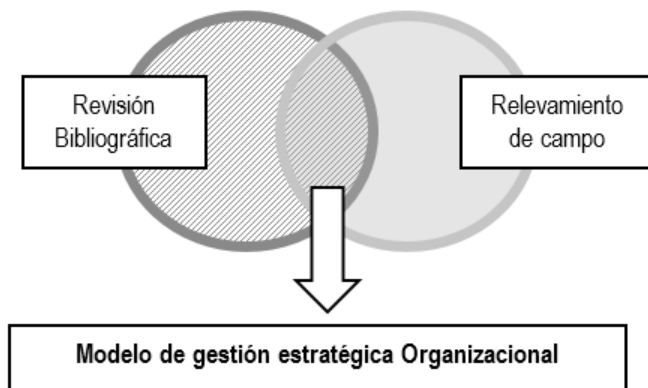 Revisión
Bibliográfica
Relevamiento
de campo
Modelo de gestión estratégica Organizacional